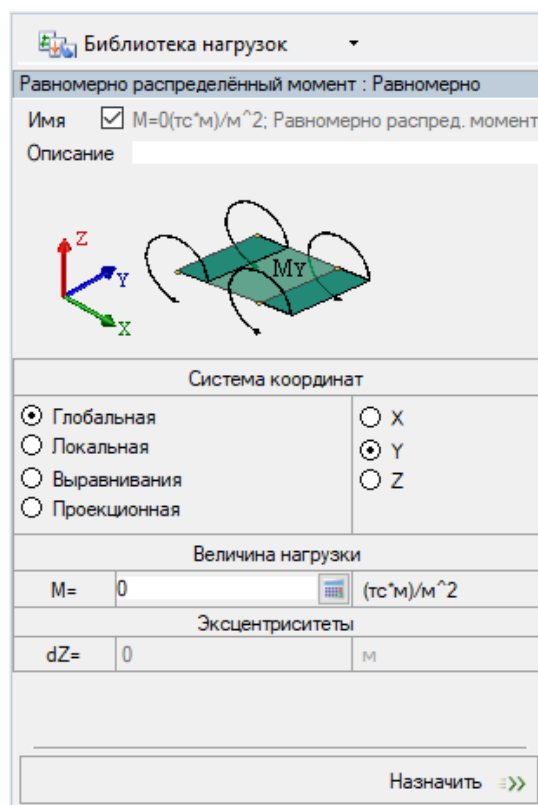 Библиотека нагрузок
Равномерно распределённый момент : Равномерно
Имя M=0(тс*м)/м^2; Равномерно распред. момент
Описание
Z
Y
X
MY
Система координат
Глобальная X
Локальная Y
Выравнивания Z
Проекционная
Величина нагрузки
M= 0 (тс*м)/м^2
Эксцентриситеты
dZ= 0 м
Назначить